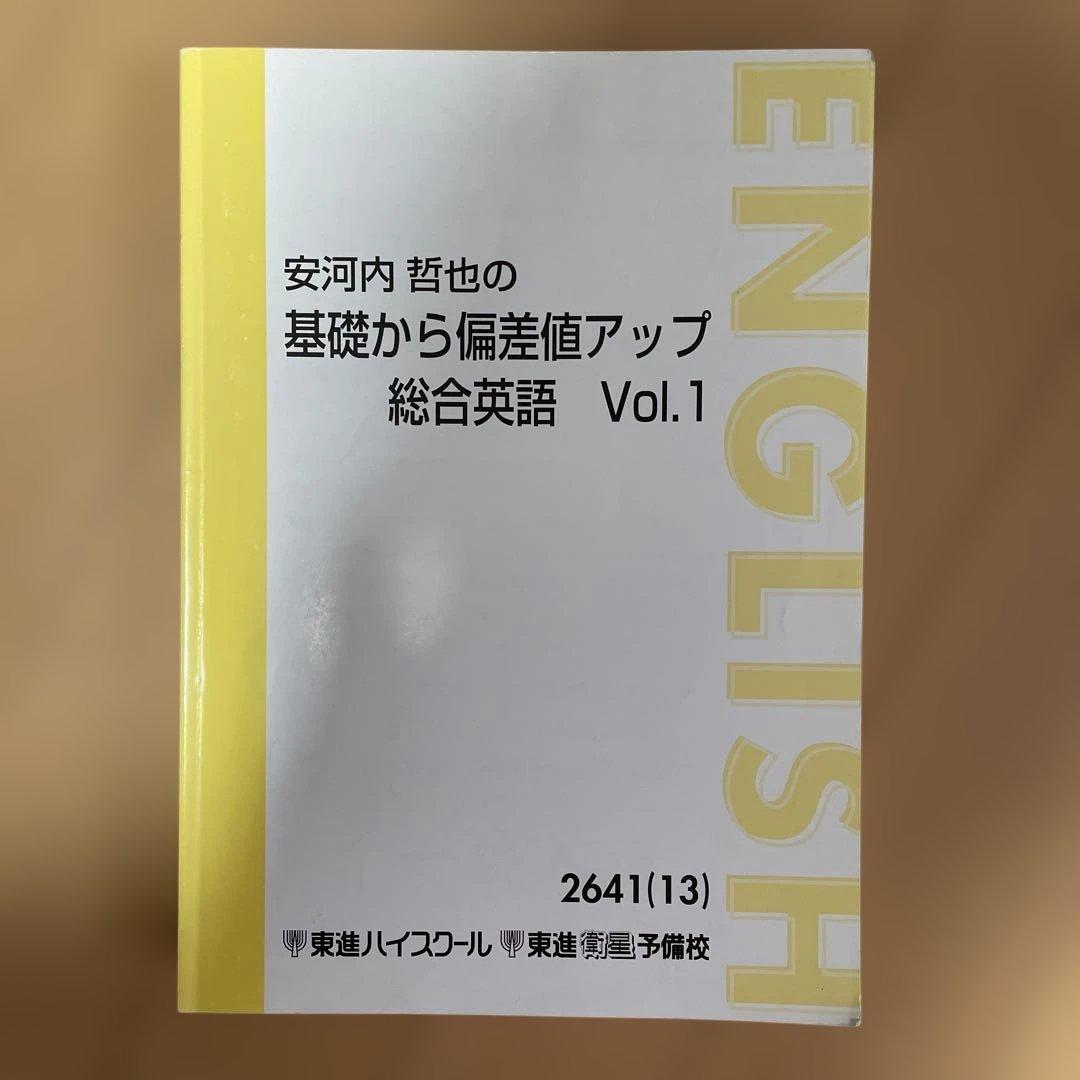 安河内 哲也の
基礎から偏差値アップ
総合英語 Vol.1
ENGLISH
2641(13)
東進ハイスクール 東進衛星予備校